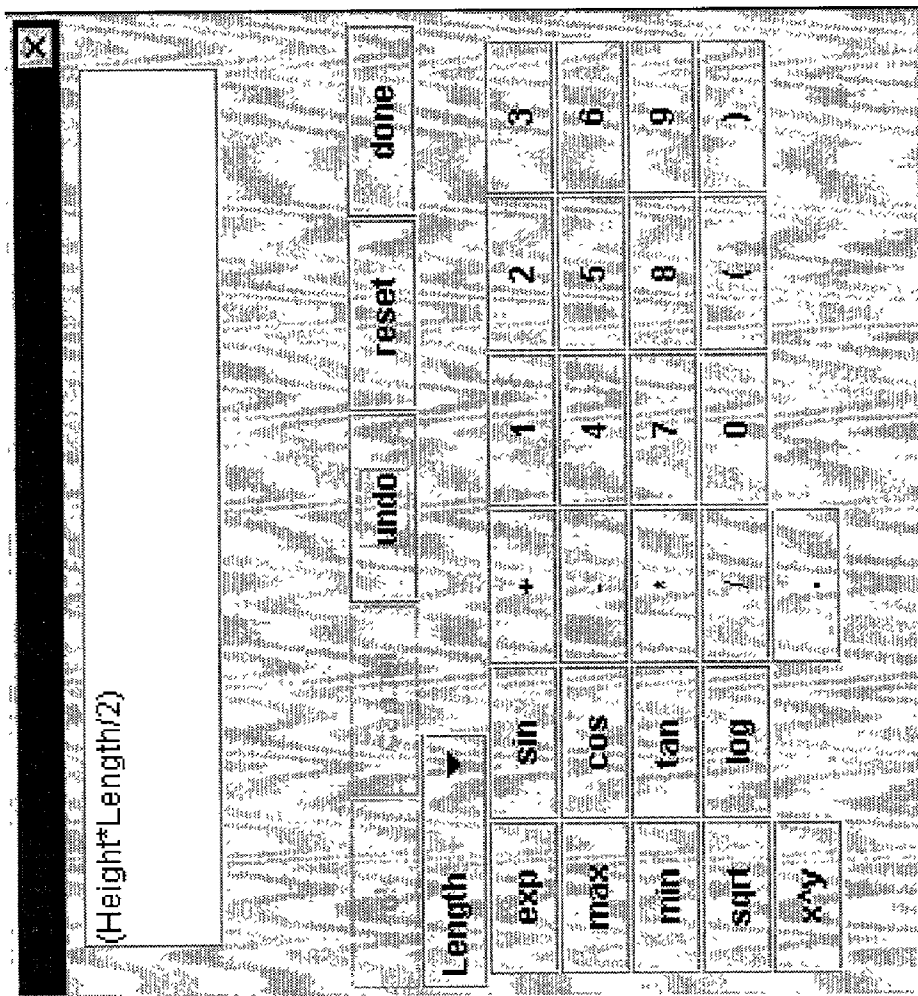 (Height*Length/2)
undo reset done
Length
exp sin + 1 2 3
max cos - 4 5 6
min tan * 7 8 9
sqrt log / 0 ( )
x^y .